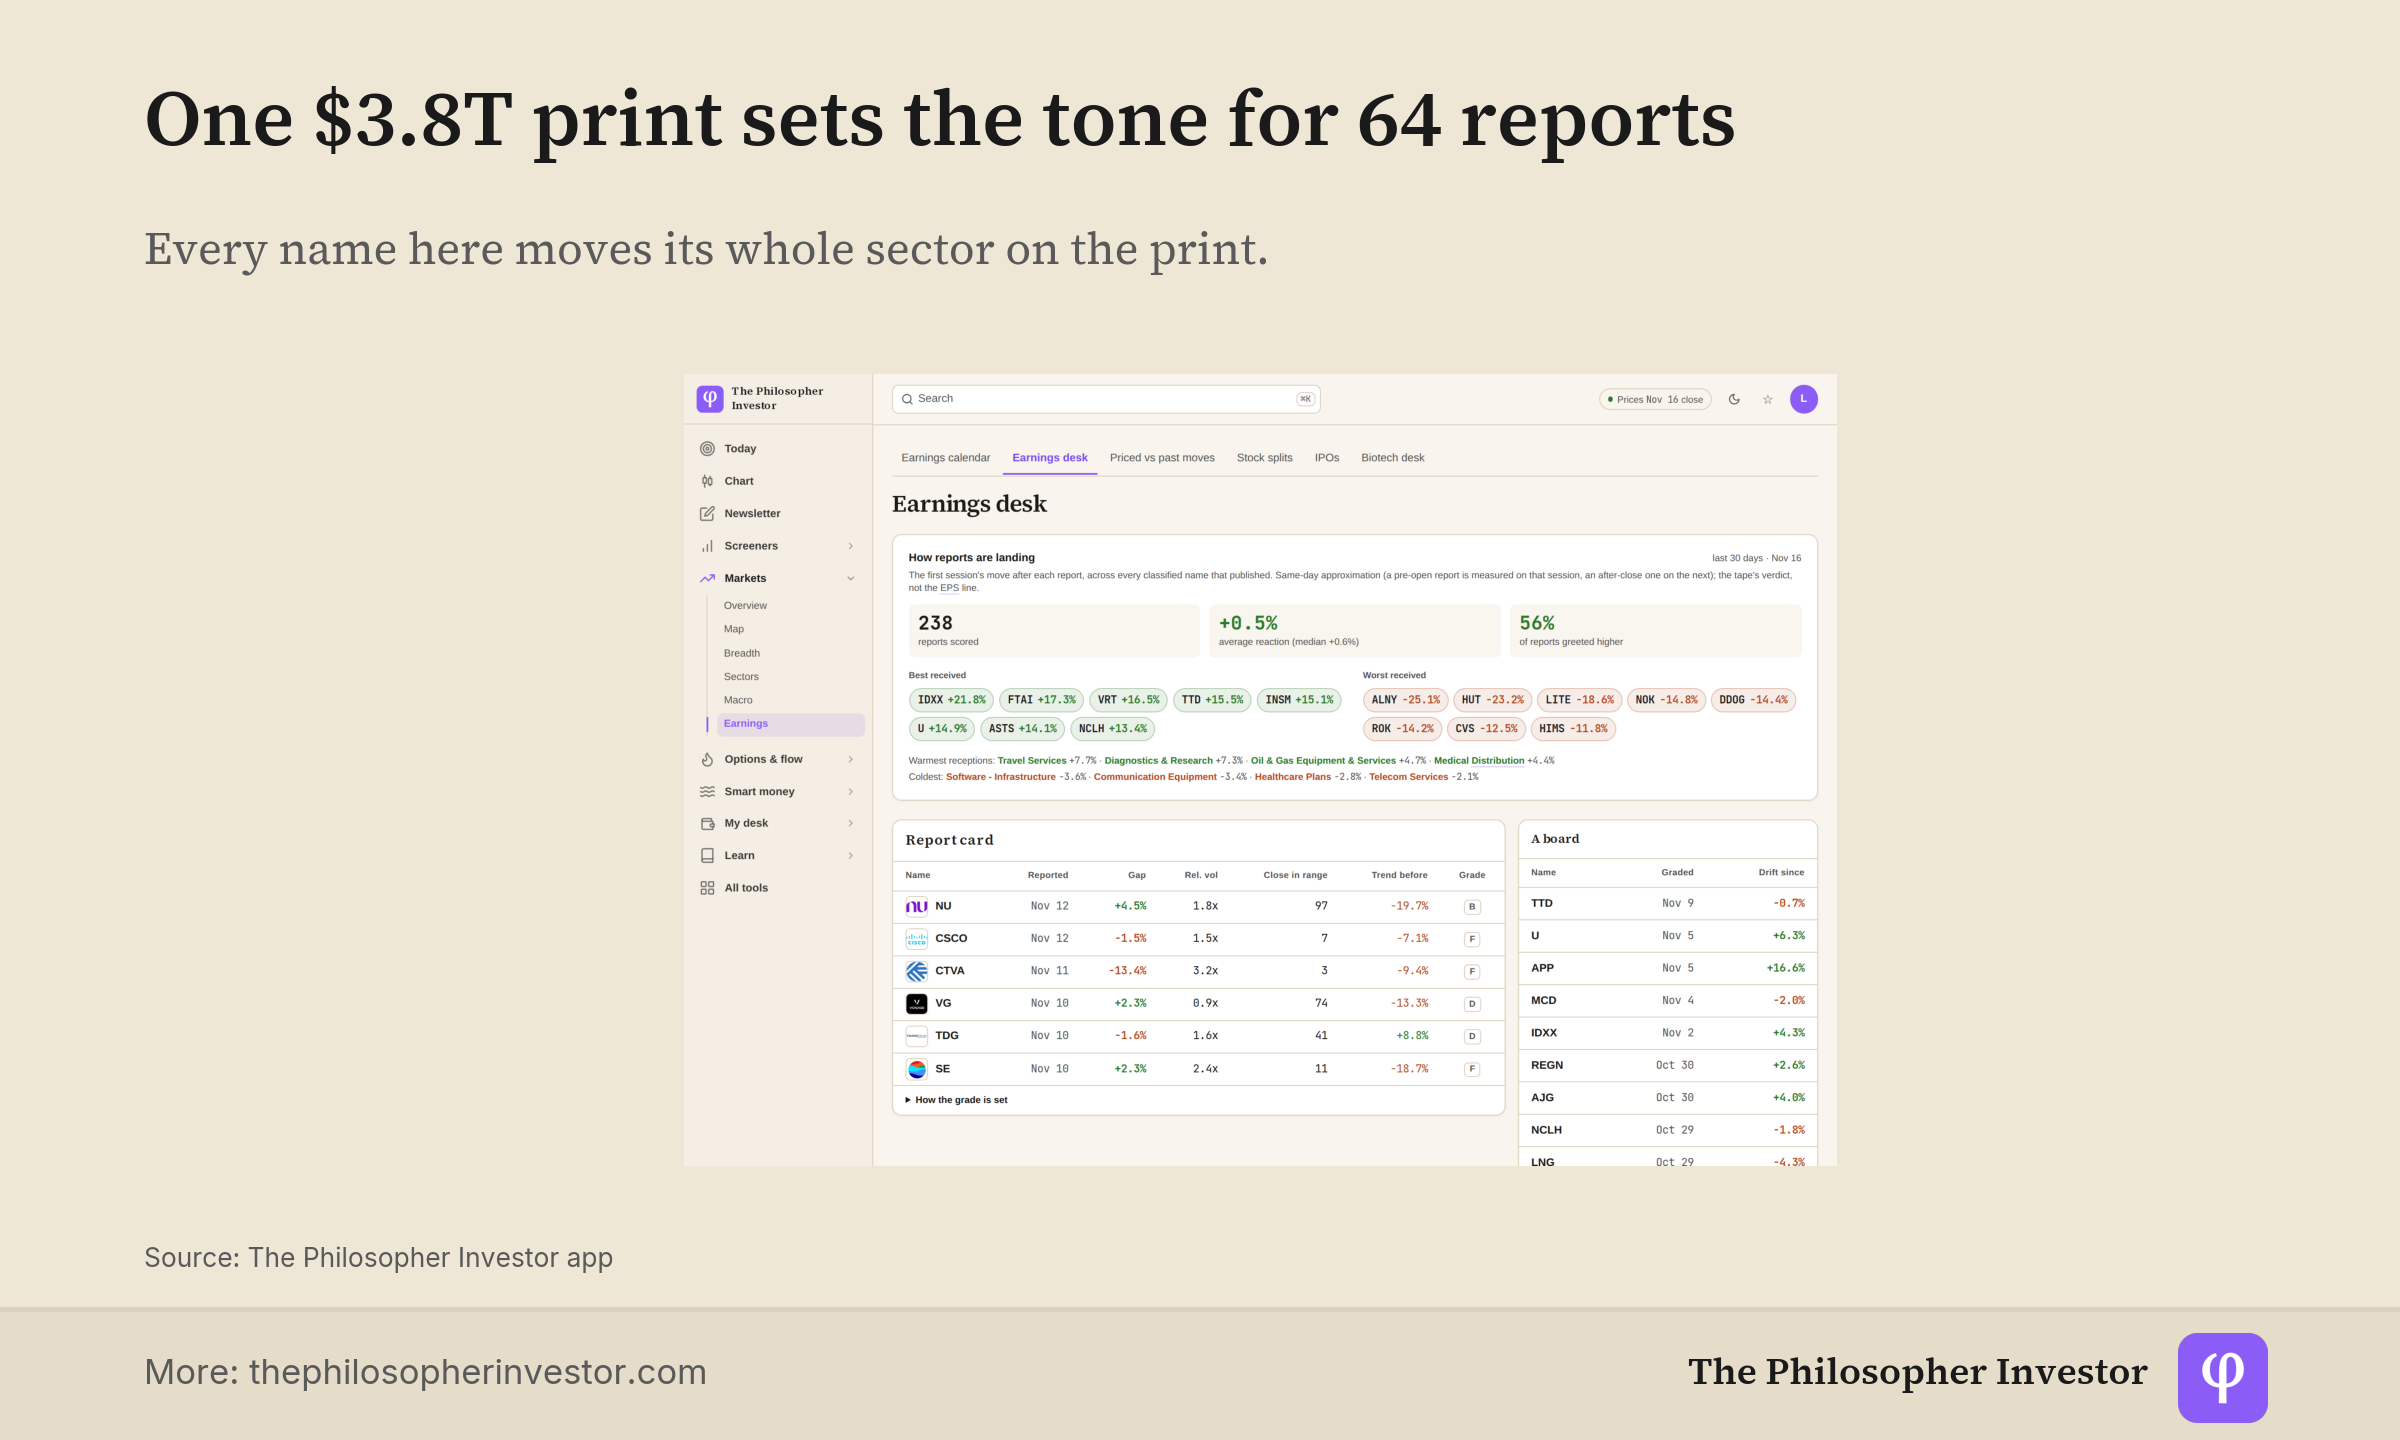 One $3.8T print sets the tone for 64 reports
Every name here moves its whole sector on the print.
φ The Philosopher
Investor
Search ⌘K
Prices Nov 16 close
L
Today
Chart
Newsletter
Screeners
Markets
Overview
Map
Breadth
Sectors
Macro
Earnings
Options & flow
Smart money
My desk
Learn
All tools
Earnings calendar Earnings desk Priced vs past moves Stock splits IPOs Biotech desk
Earnings desk
How reports are landing last 30 days · Nov 16
The first session's move after each report, across every classified name that published. Same-day approximation (a pre-open report is measured on that session, an after-close one on the next); the tape's verdict,
not the EPS line.
238 +0.5% 56%
reports scored average reaction (median +0.6%) of reports greeted higher
Best received
IDXX +21.8% FTAI +17.3% VRT +16.5% TTD +15.5% INSM +15.1%
U +14.9% ASTS +14.1% NCLH +13.4%
Worst received
ALNY -25.1% HUT -23.2% LITE -18.6% NOK -14.8% DDOG -14.4%
ROK -14.2% CVS -12.5% HIMS -11.8%
Warmest receptions: Travel Services +7.7% · Diagnostics & Research +7.3% · Oil & Gas Equipment & Services +4.7% · Medical Distribution +4.4%
Coldest: Software - Infrastructure -3.6% · Communication Equipment -3.4% · Healthcare Plans -2.8% · Telecom Services -2.1%
Report card
Name Reported Gap Rel. vol Close in range Trend before Grade
nu NU Nov 12 +4.5% 1.8x 97 -19.7% B
cisco CSCO Nov 12 -1.5% 1.5x 7 -7.1% F
CTVA Nov 11 -13.4% 3.2x 3 -9.4% F
VG Nov 10 +2.3% 0.9x 74 -13.3% D
TDG Nov 10 -1.6% 1.6x 41 +8.8% D
SE Nov 10 +2.3% 2.4x 11 -18.7% F
How the grade is set
A board
Name Graded Drift since
TTD Nov 9 -0.7%
U Nov 5 +6.3%
APP Nov 5 +16.6%
MCD Nov 4 -2.0%
IDXX Nov 2 +4.3%
REGN Oct 30 +2.6%
AJG Oct 30 +4.0%
NCLH Oct 29 -1.8%
LNG Oct 29 -4.3%
Source: The Philosopher Investor app
More: thephilosopherinvestor.com
The Philosopher Investor φ